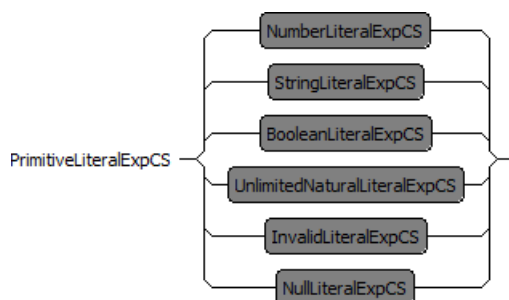 NumberLiteralExpCS
StringLiteralExpCS
BooleanLiteralExpCS
PrimitiveLiteralExpCS
UnlimitedNaturalLiteralExpCS
InvalidLiteralExpCS
NullLiteralExpCS